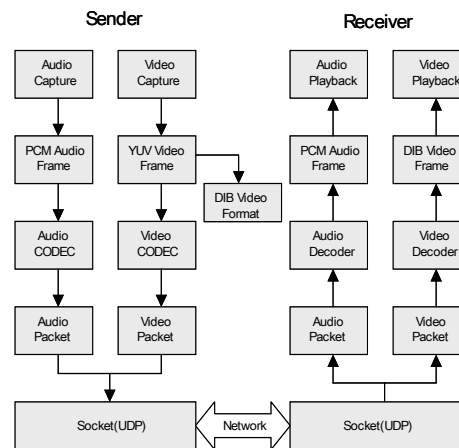 Sender
Receiver
Audio
Capture
Video
Capture
Audio
Playback
Video
Playback
PCM Audio
Frame
YUV Video
Frame
PCM Audio
Frame
DIB Video
Frame
DIB Video
Format
Audio
CODEC
Video
CODEC
Audio
Decoder
Video
Decoder
Audio
Packet
Video
Packet
Audio
Packet
Video
Packet
Socket(UDP)
Network
Socket(UDP)